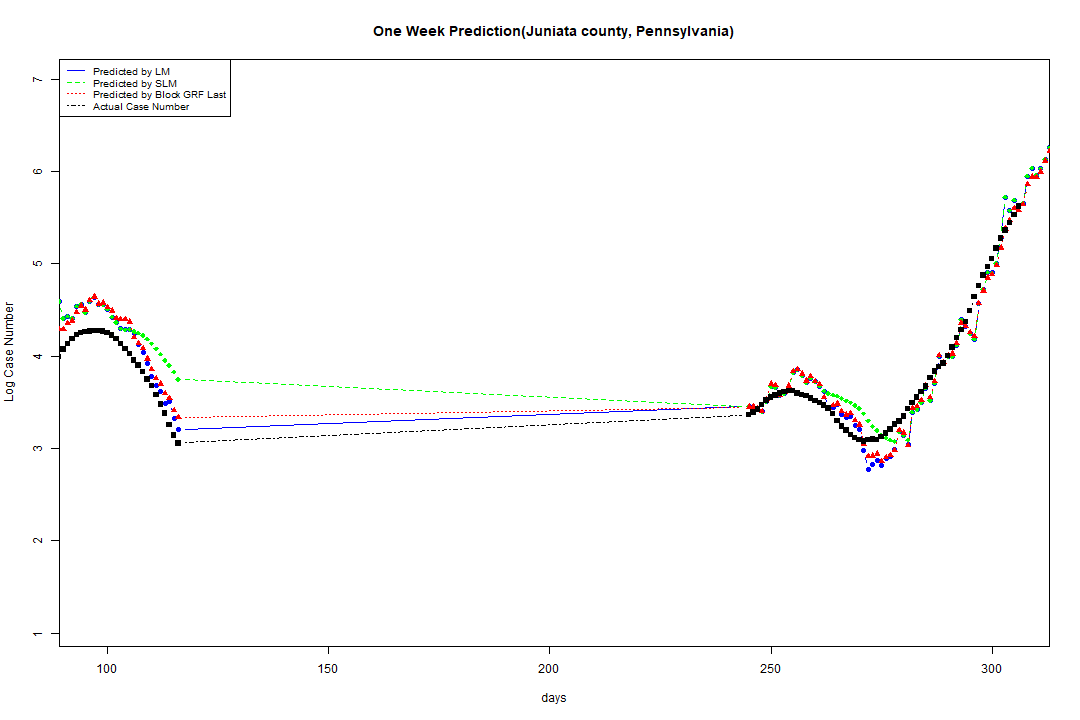 One Week Prediction(Juniata county, Pennsylvania)
Predicted by LM
Predicted by SLM
Predicted by Block GRF Last
Actual Case Number
Log Case Number
7
6
5
4
3
2
1
100 150 200 250 300
days